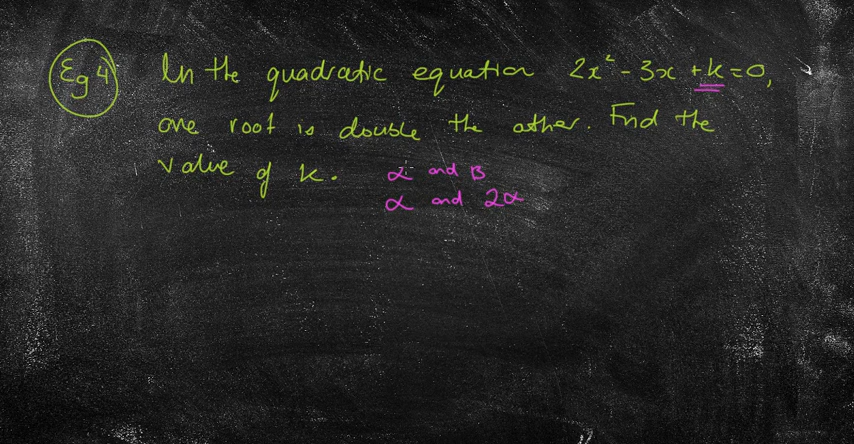 Eg 4 In the quadratic equation 2x² - 3x + k = 0,
one root is double the other. Find the
value of k.
α and β
α and 2α